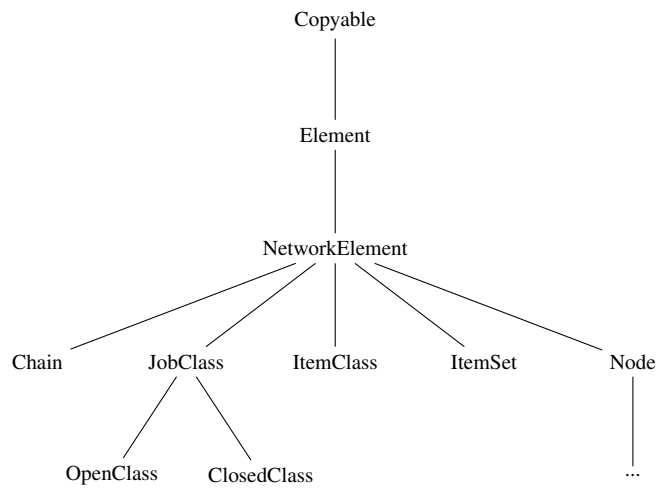 Copyable
Element
NetworkElement
Chain JobClass ItemClass ItemSet Node
OpenClass ClosedClass ...